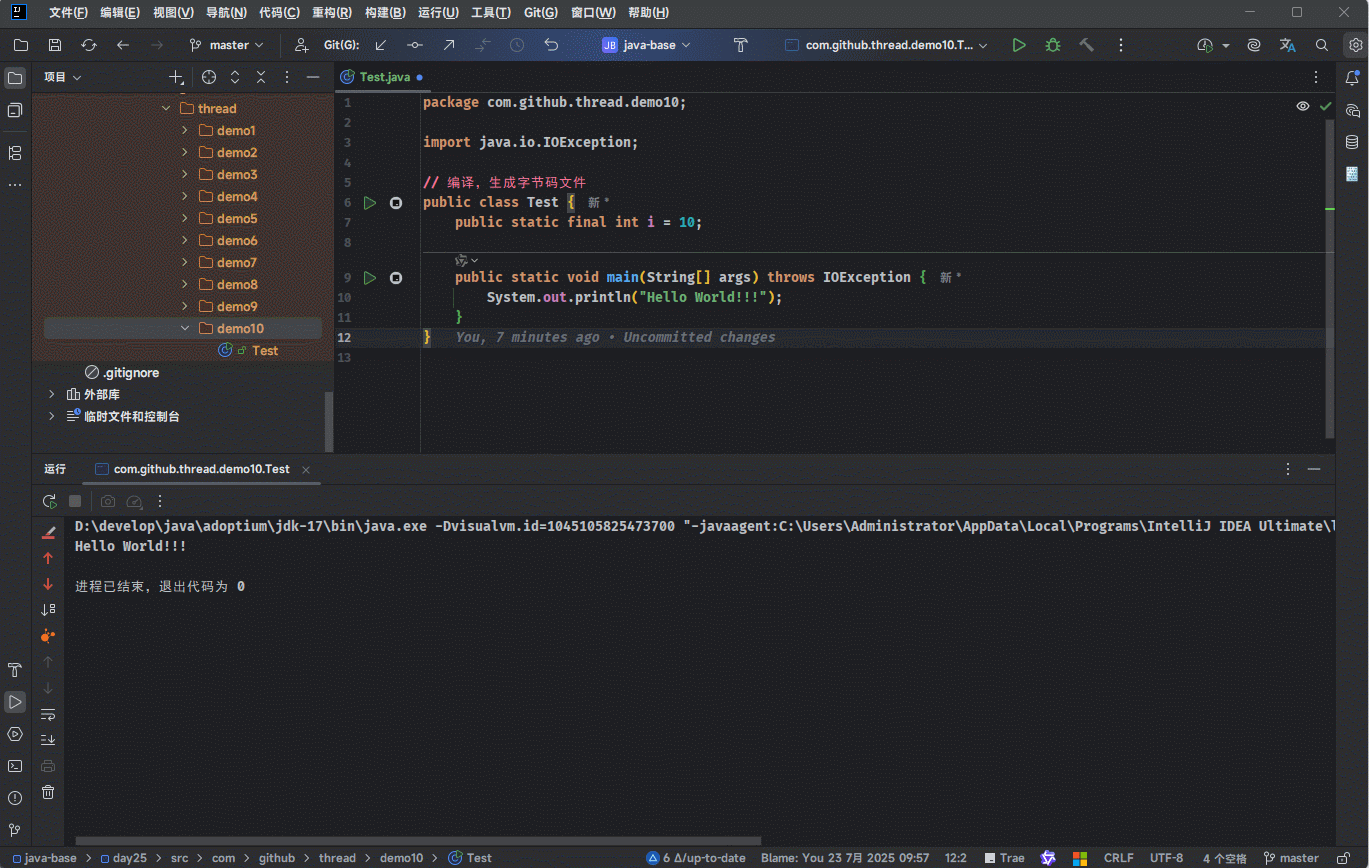 文件(F) 编辑(E) 视图(V) 导航(N) 代码(C) 重构(R) 构建(B) 运行(U) 工具(T) Git(G) 窗口(W) 帮助(H)
master Git(G): JB java-base com.github.thread.demo10.T...
项目
thread
demo1
demo2
demo3
demo4
demo5
demo6
demo7
demo8
demo9
demo10
Test
.gitignore
外部库
临时文件和控制台
Test.java
1 package com.github.thread.demo10;
2
3 import java.io.IOException;
4
5 // 编译，生成字节码文件
6 public class Test { 新 *
7 public static final int i = 10;
8
9 public static void main(String[] args) throws IOException { 新 *
10 System.out.println("Hello World!!!");
11 }
12 } You, 7 minutes ago • Uncommitted changes
13
运行 com.github.thread.demo10.Test
D:\develop\java\adoptium\jdk-17\bin\java.exe -Dvisualvm.id=1045105825473700 "-javaagent:C:\Users\Administrator\AppData\Local\Programs\IntelliJ IDEA Ultimate\
Hello World!!!
进程已结束，退出代码为 0
java-base > day25 > src > com > github > thread > demo10 > Test 6 Δ/up-to-date Blame: You 23 7月 2025 09:57 12:2 Trae CRLF UTF-8 4 个空格 master